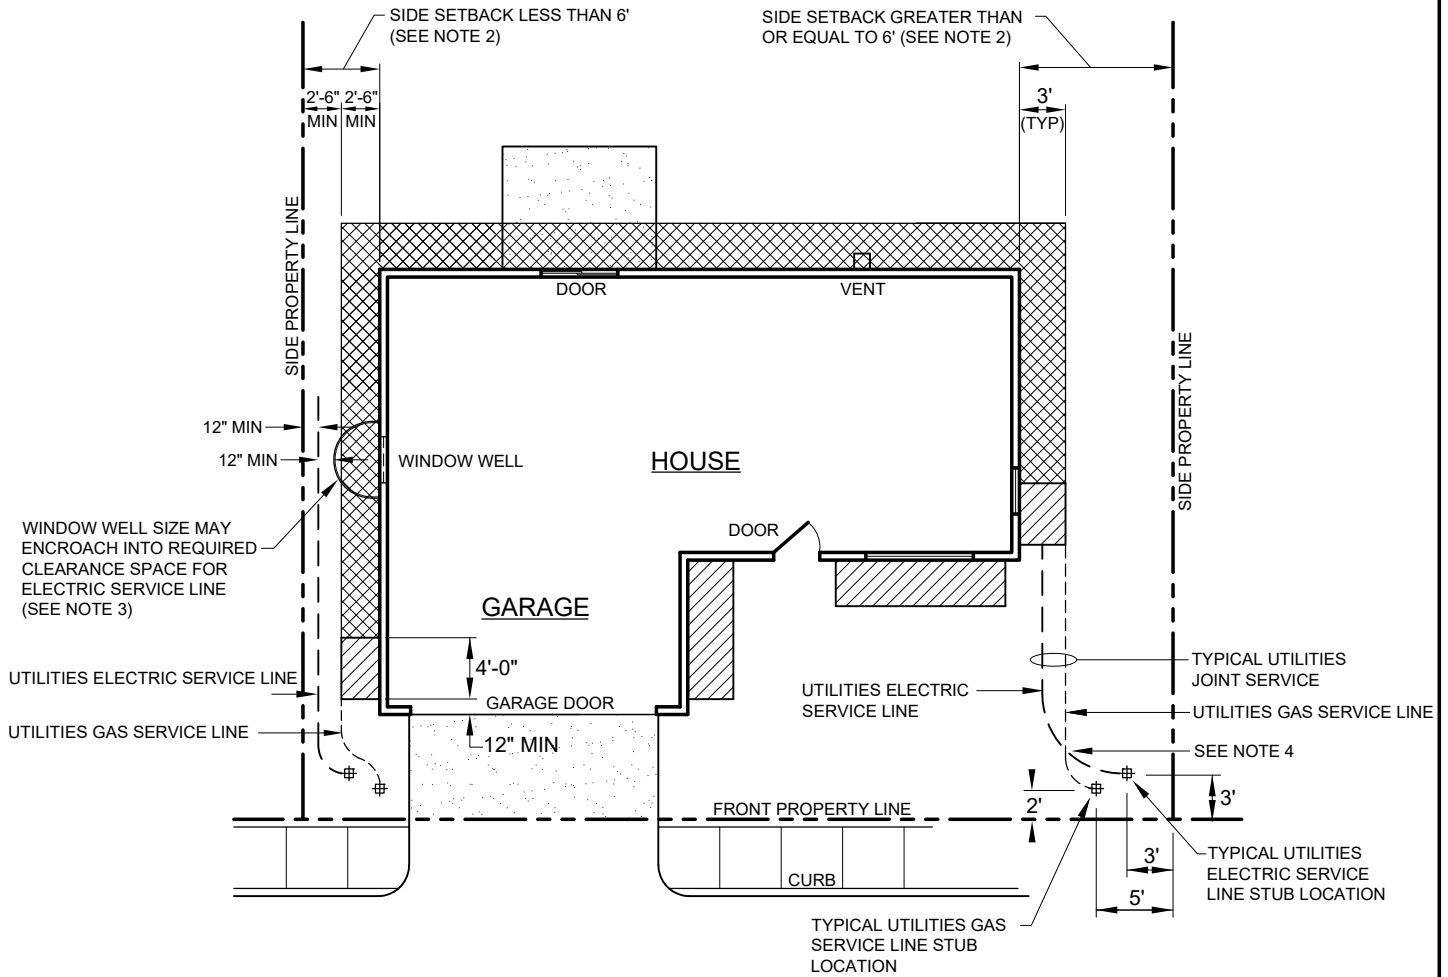 SIDE SETBACK LESS THAN 6'
(SEE NOTE 2)
SIDE SETBACK GREATER THAN
OR EQUAL TO 6' (SEE NOTE 2)
2'-6" 2'-6"
MIN MIN
3'
(TYP)
SIDE PROPERTY LINE
DOOR
VENT
SIDE PROPERTY LINE
12" MIN
12" MIN
WINDOW WELL
HOUSE
WINDOW WELL SIZE MAY
ENCROACH INTO REQUIRED
CLEARANCE SPACE FOR
ELECTRIC SERVICE LINE
(SEE NOTE 3)
DOOR
GARAGE
4'-0"
UTILITIES ELECTRIC SERVICE LINE
GARAGE DOOR
UTILITIES GAS SERVICE LINE
12" MIN
UTILITIES ELECTRIC
SERVICE LINE
TYPICAL UTILITIES
JOINT SERVICE
UTILITIES GAS SERVICE LINE
SEE NOTE 4
FRONT PROPERTY LINE
2'
3'
CURB
3'
5'
TYPICAL UTILITIES
ELECTRIC SERVICE
LINE STUB LOCATION
TYPICAL UTILITIES GAS
SERVICE LINE STUB
LOCATION